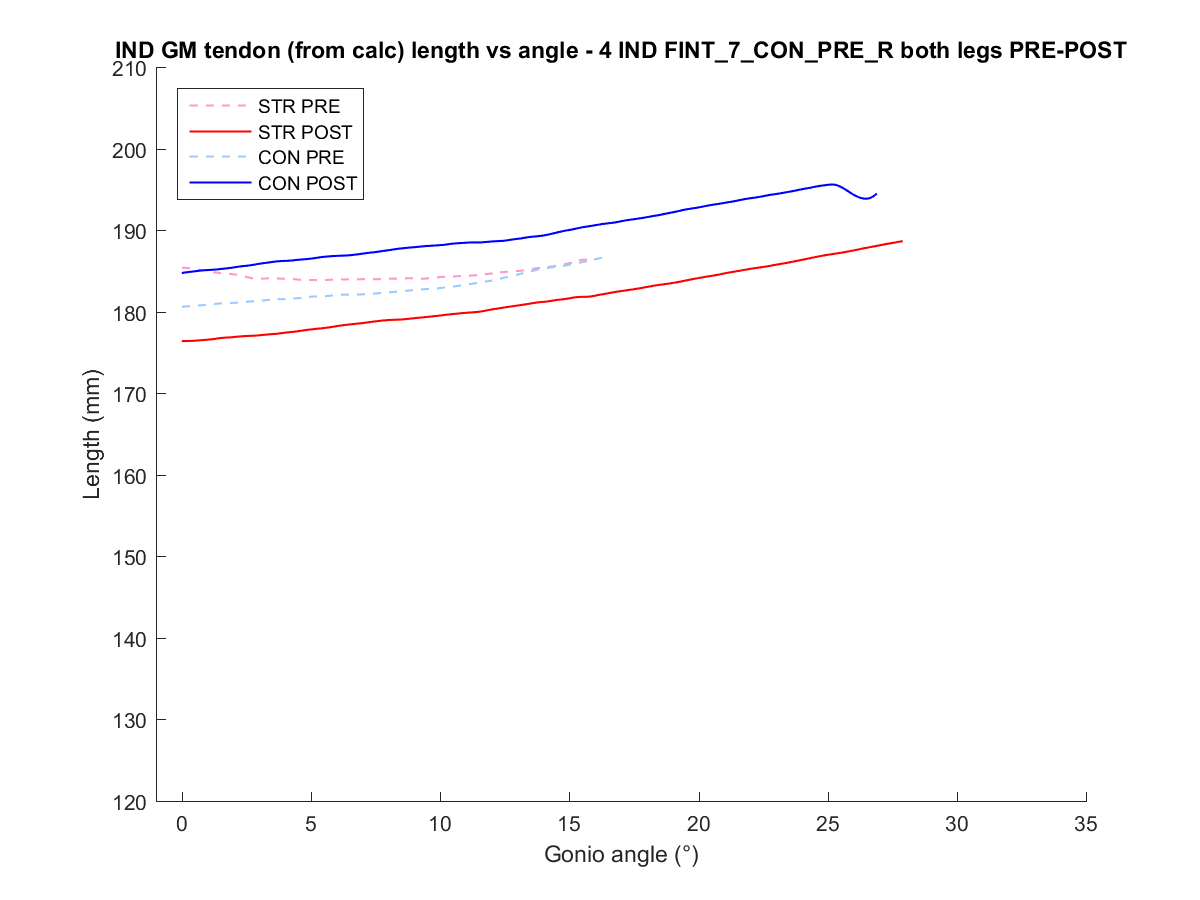 IND GM tendon (from calc) length vs angle - 4 IND FINT_7_CON_PRE_R both legs PRE-POST
210
200
190
180
170
160
150
140
130
120
STR PRE
STR POST
CON PRE
CON POST
Length (mm)
0 5 10 15 20 25 30 35
Gonio angle (°)